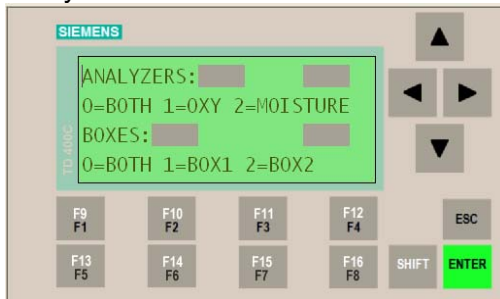 SIEMENS
TD 400C
ANALYZERS:
0=BOTH 1=OXY 2=MOISTURE
BOXES:
0=BOTH 1=BOX1 2=BOX2
F9 F10 F11 F12
F1 F2 F3 F4
ESC
F13 F14 F15 F16
F5 F6 F7 F8
SHIFT ENTER